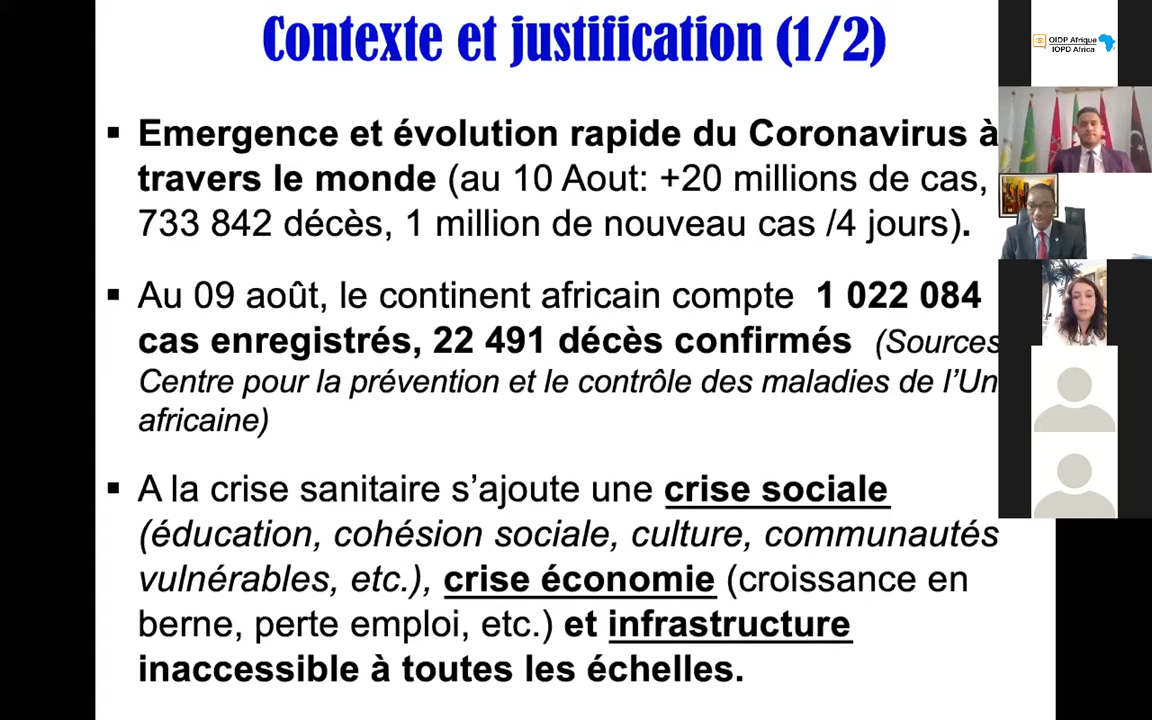 Contexte et justification (1/2)
▪ Emergence et évolution rapide du Coronavirus à
travers le monde (au 10 Aout: +20 millions de cas,
733 842 décès, 1 million de nouveau cas /4 jours).
▪ Au 09 août, le continent africain compte 1 022 084
cas enregistrés, 22 491 décès confirmés (Sources
Centre pour la prévention et le contrôle des maladies de l’Un
africaine)
▪ A la crise sanitaire s’ajoute une crise sociale
(éducation, cohésion sociale, culture, communautés
vulnérables, etc.), crise économie (croissance en
berne, perte emploi, etc.) et infrastructure
inaccessible à toutes les échelles.
OIDP Afrique
IOPD Africa